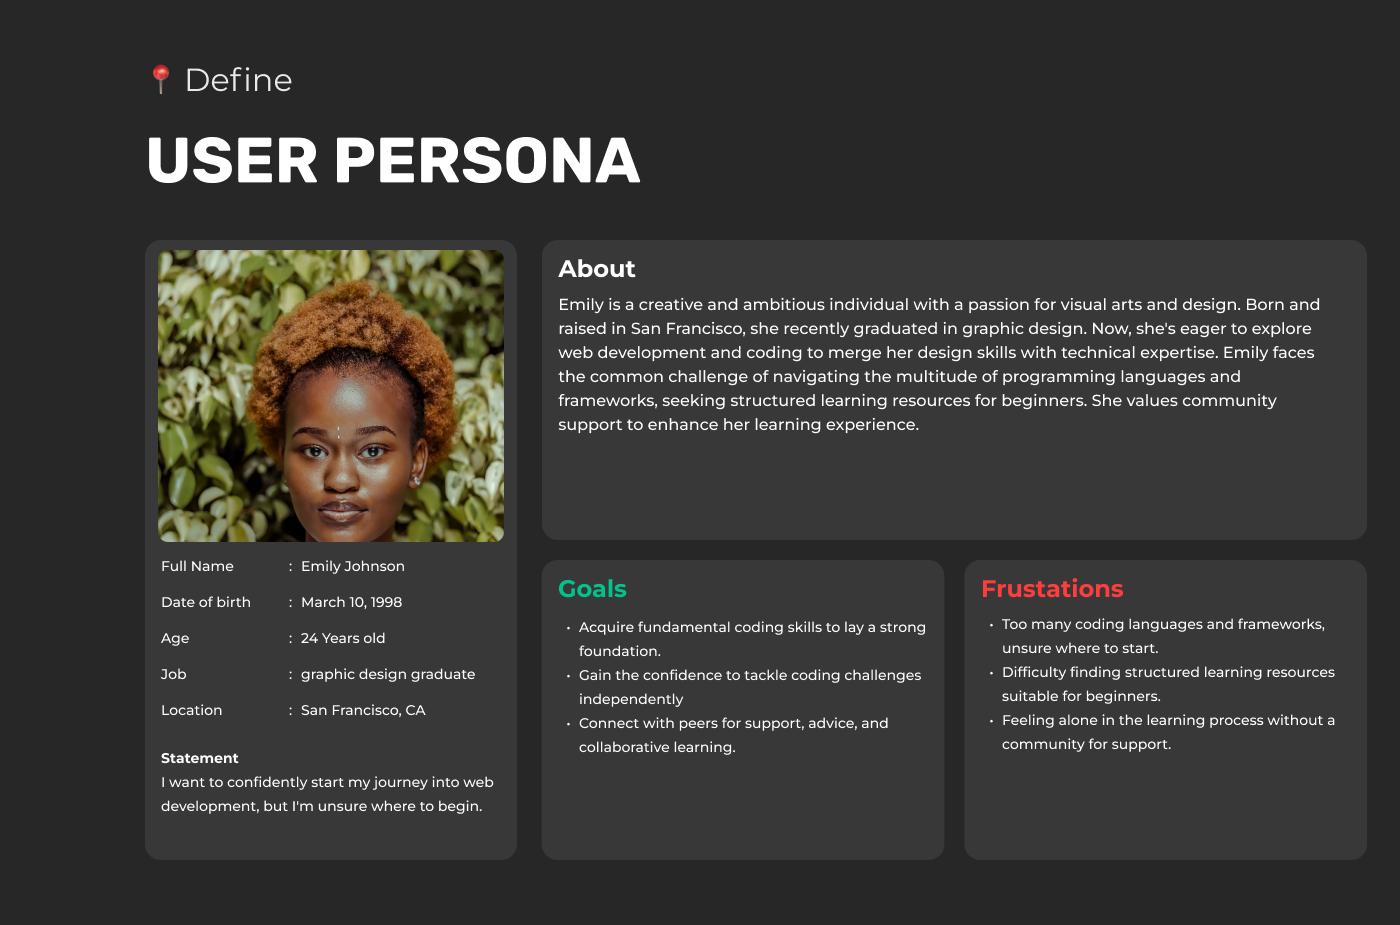 Define
USER PERSONA
Full Name : Emily Johnson
Date of birth : March 10, 1998
Age : 24 Years old
Job : graphic design graduate
Location : San Francisco, CA
Statement
I want to confidently start my journey into web
development, but I'm unsure where to begin.
About
Emily is a creative and ambitious individual with a passion for visual arts and design. Born and
raised in San Francisco, she recently graduated in graphic design. Now, she's eager to explore
web development and coding to merge her design skills with technical expertise. Emily faces
the common challenge of navigating the multitude of programming languages and
frameworks, seeking structured learning resources for beginners. She values community
support to enhance her learning experience.
Goals
• Acquire fundamental coding skills to lay a strong
foundation.
• Gain the confidence to tackle coding challenges
independently
• Connect with peers for support, advice, and
collaborative learning.
Frustations
• Too many coding languages and frameworks,
unsure where to start.
• Difficulty finding structured learning resources
suitable for beginners.
• Feeling alone in the learning process without a
community for support.